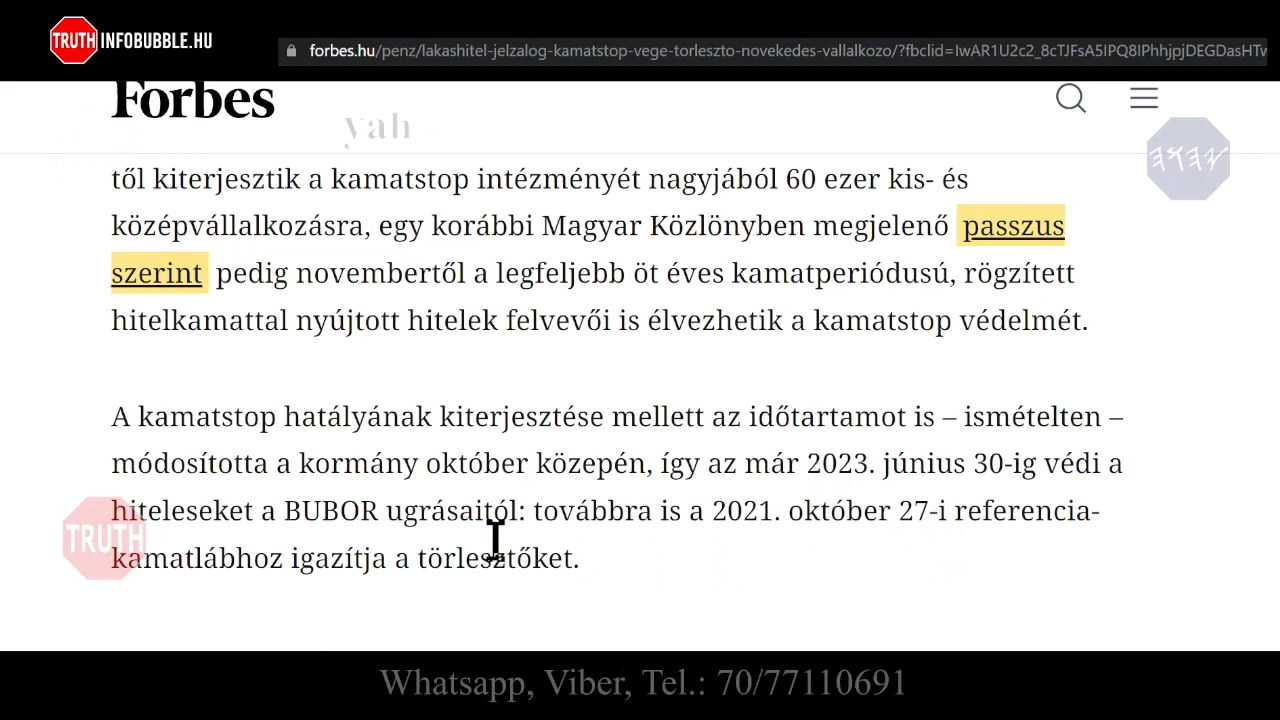 TRUTH INFOBUBBLE.HU
forbes.hu/penz/lakashitel-jelzalog-kamatstop-vege-torleszto-novekedes-vallalkozo/?fbclid=IwAR1U2c2_8cTJFsA5IPQ8IPhhjpjDEGDasHTw
Forbes
yah
től kiterjesztik a kamatstop intézményét nagyjából 60 ezer kis- és
középvállalkozásra, egy korábbi Magyar Közlönyben megjelenő passzus
szerint pedig novembertől a legfeljebb öt éves kamatperiódusú, rögzített
hitelkamattal nyújtott hitelek felvevői is élvezhetik a kamatstop védelmét.
A kamatstop hatályának kiterjesztése mellett az időtartamot is – ismételten –
módosította a kormány október közepén, így az már 2023. június 30-ig védi a
hiteleseket a BUBOR ugrásaitól: továbbra is a 2021. október 27-i referencia-
kamatlábhoz igazítja a törlesztőket.
TRUTH
Whatsapp, Viber, Tel.: 70/77110691